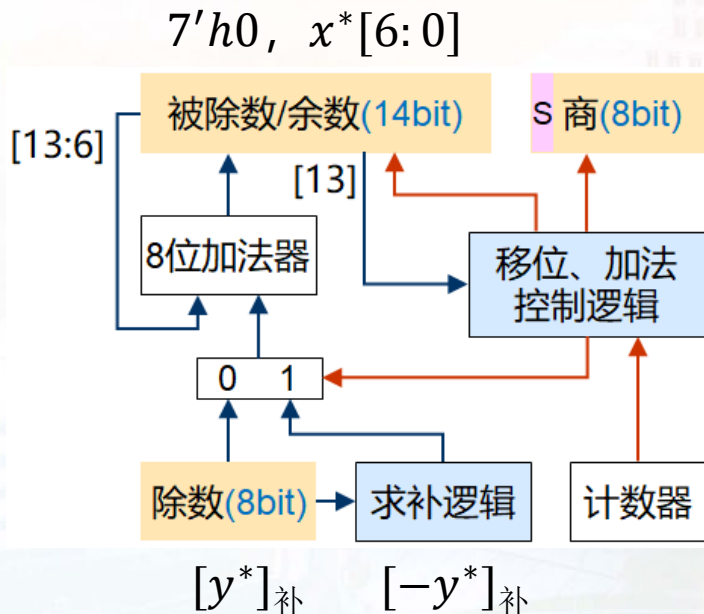 7′h0，x*[6:0]
被除数/余数(14bit)
S 商(8bit)
[13:6]
[13]
8位加法器
移位、加法
控制逻辑
0 1
除数(8bit)
求补逻辑
计数器
[y*]补 [−y*]补